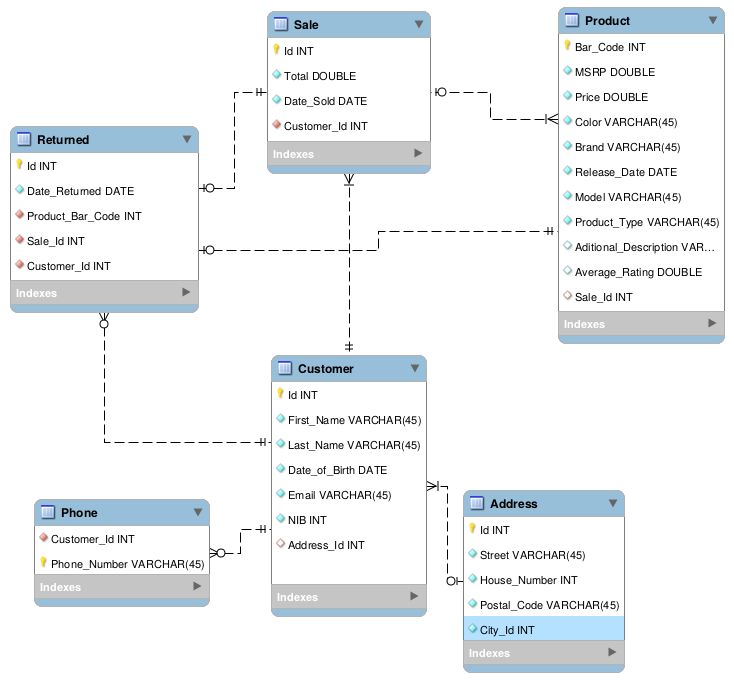 Sale
Id INT
Total DOUBLE
Date_Sold DATE
Customer_Id INT
Indexes
Product
Bar_Code INT
MSRP DOUBLE
Price DOUBLE
Color VARCHAR(45)
Brand VARCHAR(45)
Release_Date DATE
Model VARCHAR(45)
Product_Type VARCHAR(45)
Aditional_Description VAR...
Average_Rating DOUBLE
Sale_Id INT
Indexes
Returned
Id INT
Date_Returned DATE
Product_Bar_Code INT
Sale_Id INT
Customer_Id INT
Indexes
Customer
Id INT
First_Name VARCHAR(45)
Last_Name VARCHAR(45)
Date_of_Birth DATE
Email VARCHAR(45)
NIB INT
Address_Id INT
Indexes
Phone
Customer_Id INT
Phone_Number VARCHAR(45)
Indexes
Address
Id INT
Street VARCHAR(45)
House_Number INT
Postal_Code VARCHAR(45)
City_Id INT
Indexes